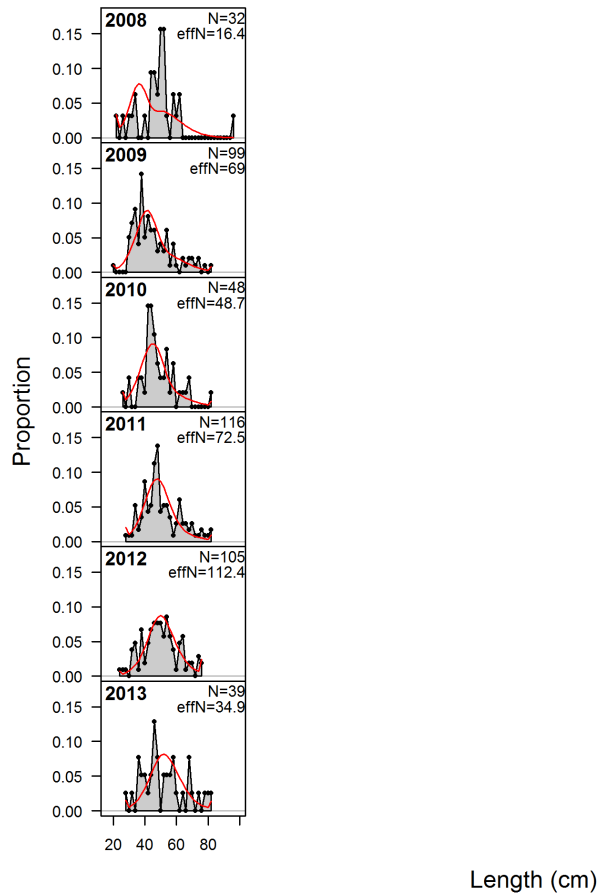 2008
N=32
effN=16.4
0.15
0.10
0.05
0.00
2009
N=99
effN=69
0.15
0.10
0.05
0.00
2010
N=48
effN=48.7
0.15
0.10
0.05
0.00
2011
N=116
effN=72.5
0.15
0.10
0.05
0.00
2012
N=105
effN=112.4
0.15
0.10
0.05
0.00
2013
N=39
effN=34.9
0.15
0.10
0.05
0.00
Proportion
20 40 60 80
Length (cm)